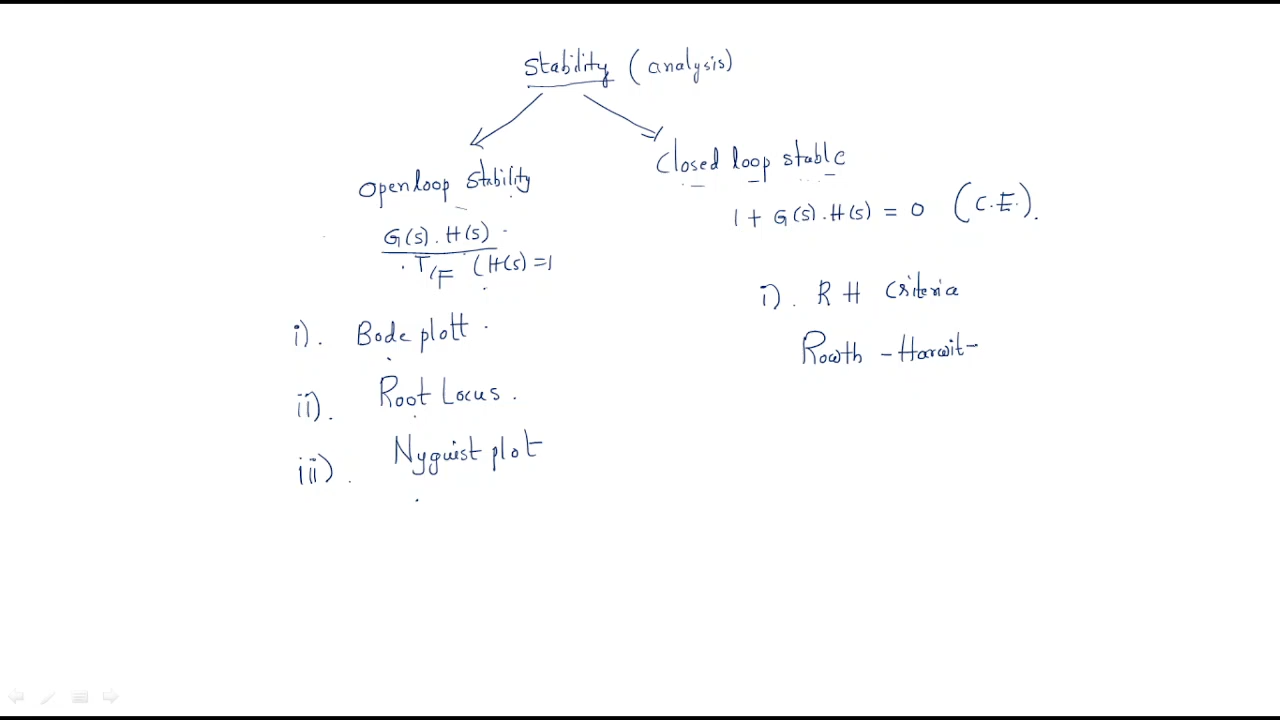 Stability (analysis)
Openloop Stability
G(s) . H(s)
T/F (H(s) = 1
i). Bode plott
ii). Root Locus.
iii). Nyquist plot
Closed loop stable
1 + G(s) . H(s) = 0 (C.E.).
i). R H Criteria
Rowth - Harwit -